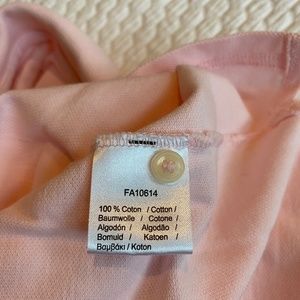 FA10614
100 % Coton / Cotton /
Baumwolle / Cotone /
Algodón / Algodão /
Bomuld / Katoen /
Βαμβάκι / Koton